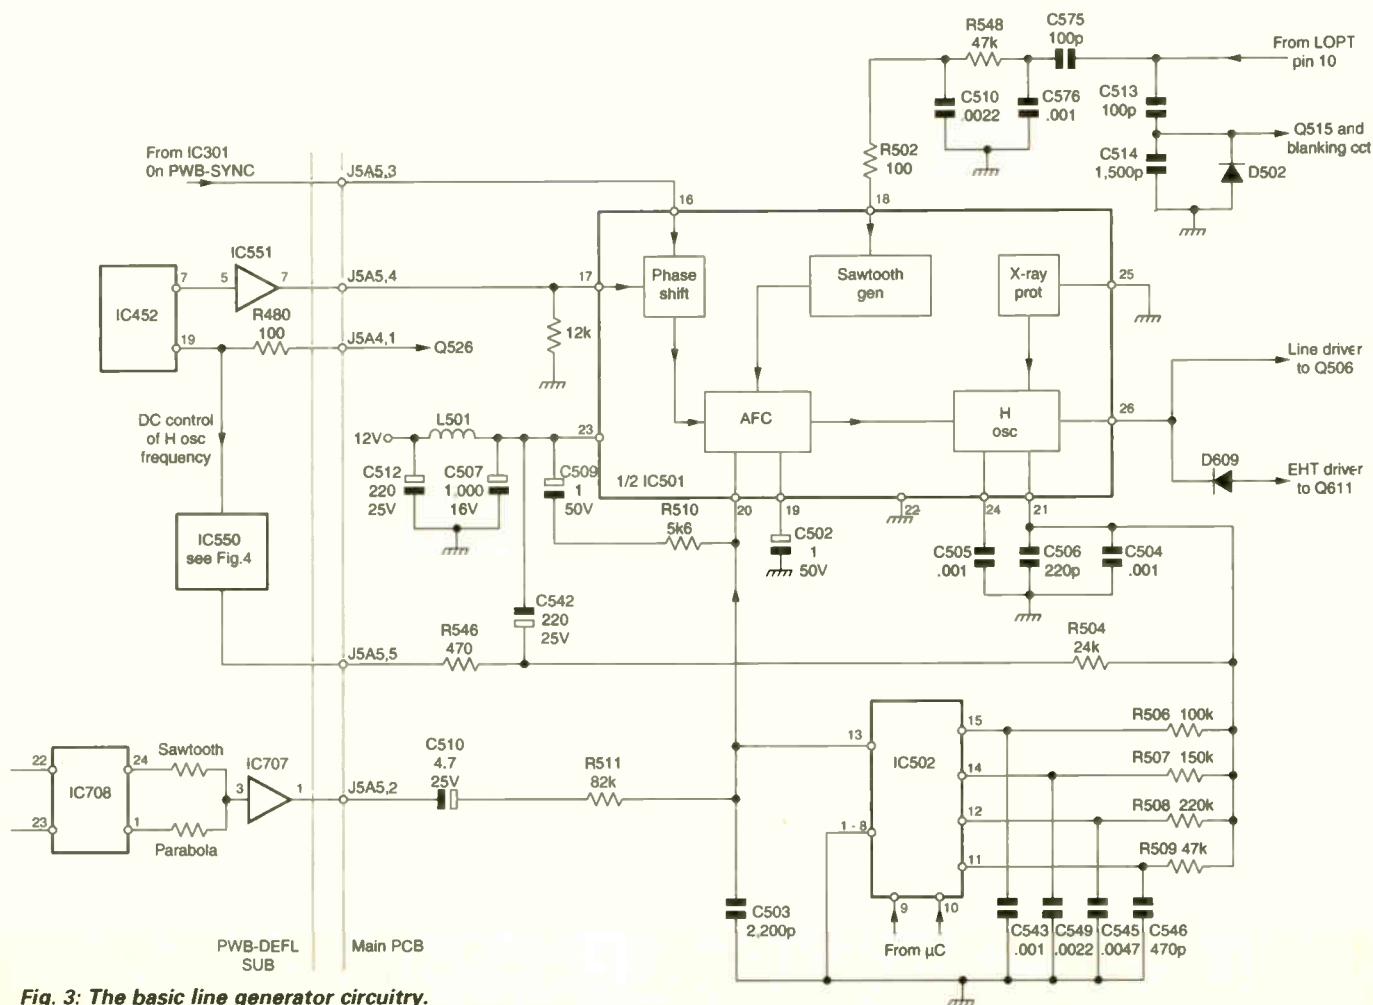 R548
47k
C575
100p
From LOPT
pin 10
C510
.0022
C576
.001
C513
100p
Q515 and
blanking cct
C514
1,500p
D502
R502
100
From IC301
0n PWB-SYNC
J5A5,3
16
18
IC551
7
5
7
J5A5,4
17
Phase
shift
Sawtooth
gen
X-ray
prot
25
IC452
R480
100
12k
19
J5A4,1
Q526
Line driver
to Q506
DC control
of H osc
frequency
L501
12V
23
AFC
H
osc
26
C512
220
25V
C507
1,000
16V
C509
1
50V
1/2 IC501
D609
EHT driver
to Q611
R510
5k6
20
19
22
24
21
C502
1
50V
C505
.001
C506
220p
C504
.001
IC550
see Fig.4
C542
220
25V
R546
470
R504
24k
J5A5,5
15
R506 100k
13
IC502
14
R507 150k
C510
4.7
25V
R511
82k
12
R508 220k
22
Sawtooth
24
IC707
IC708
3
1
J5A5,2
1 - 8
11
R509 47k
23
1
Parabola
9
10
From µC
C503
2,200p
C543
.001
C549
.0022
C545
.0047
C546
470p
PWB-DEFL
SUB
Main PCB
Fig. 3: The basic line generator circuitry.